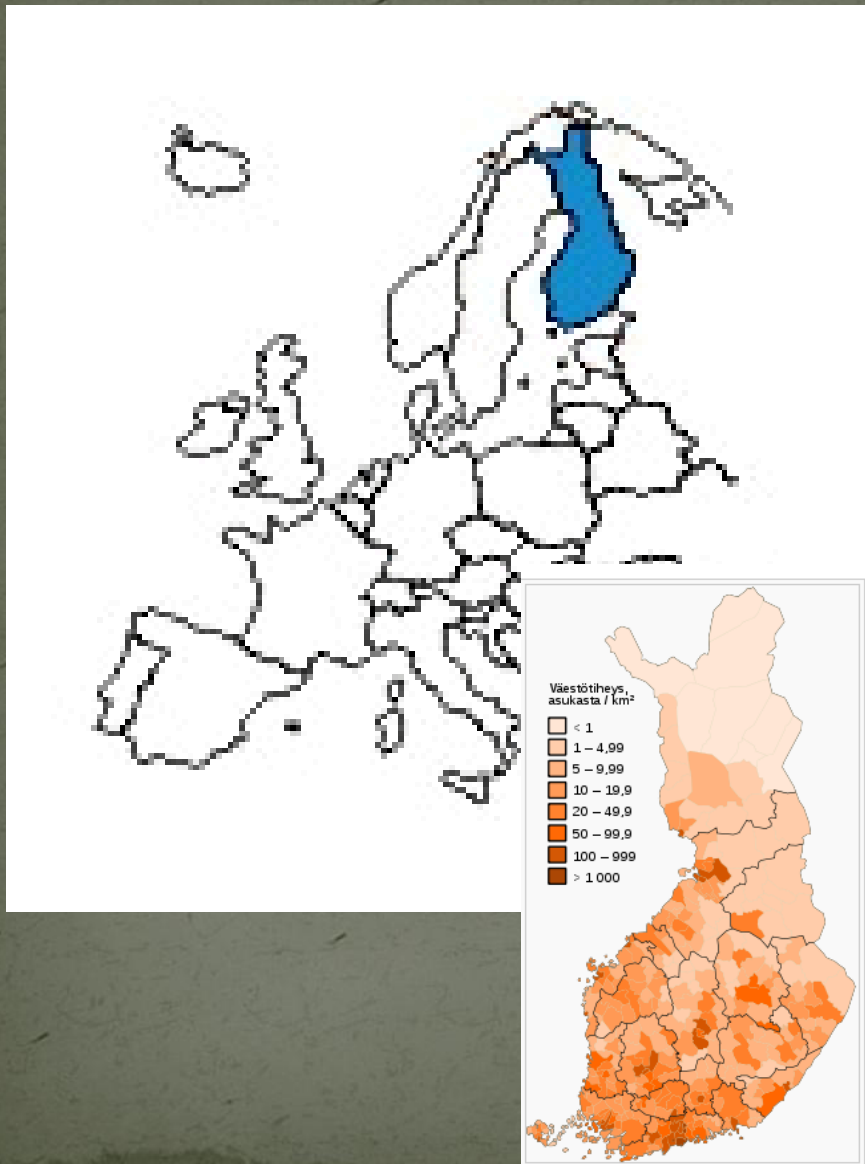 Väestötiheys,
asukasta / km²
< 1
1 – 4,99
5 – 9,99
10 – 19,9
20 – 49,9
50 – 99,9
100 – 999
> 1 000